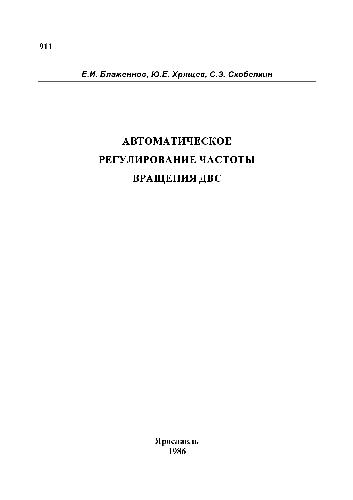 911
Е.И. Блаженнов, Ю.Е. Хрящев, С.Э. Скобелкин
АВТОМАТИЧЕСКОЕ
РЕГУЛИРОВАНИЕ ЧАСТОТЫ
ВРАЩЕНИЯ ДВС
Ярославль
1986